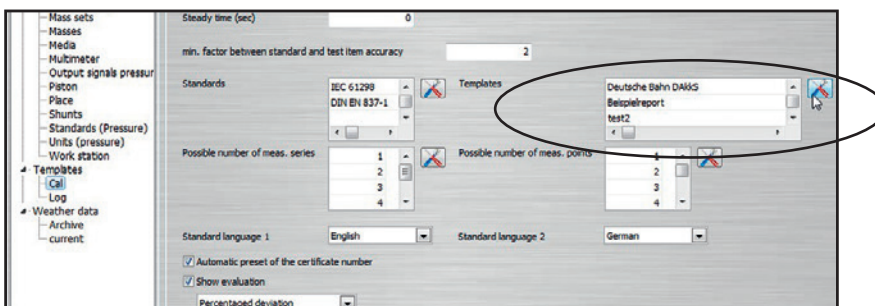 Mass sets
Masses
Media
Multimeter
Output signals pressur
Piston
Place
Shunts
Standards (Pressure)
Units (pressure)
Work station
Templates
Cal
Log
Weather data
Archive
current
Steady time (sec) 0
min. factor between standard and test item accuracy 2
Standards
IEC 61298
DIN EN 837-1
Templates
Deutsche Bahn DAkkS
Beispielreport
test2
Possible number of meas. series
1
2
3
4
Possible number of meas. points
1
2
3
4
Standard language 1 English
Standard language 2 German
Automatic preset of the certificate number
Show evaluation
Percentaged deviation